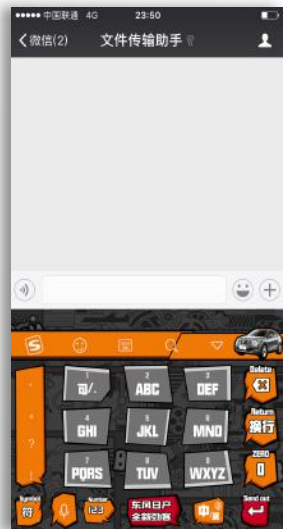 中国联通 4G 23:50
微信(2) 文件传输助手
S
Delete
1 @/. 2 ABC 3 DEF
Return
换行
4 GHI 5 JKL 6 MNO
?
ZERO
0
7 PQRS 8 TUV 9 WXYZ
!
Symbol
符
Number
123
东风日产
全新劲客
中
Send out